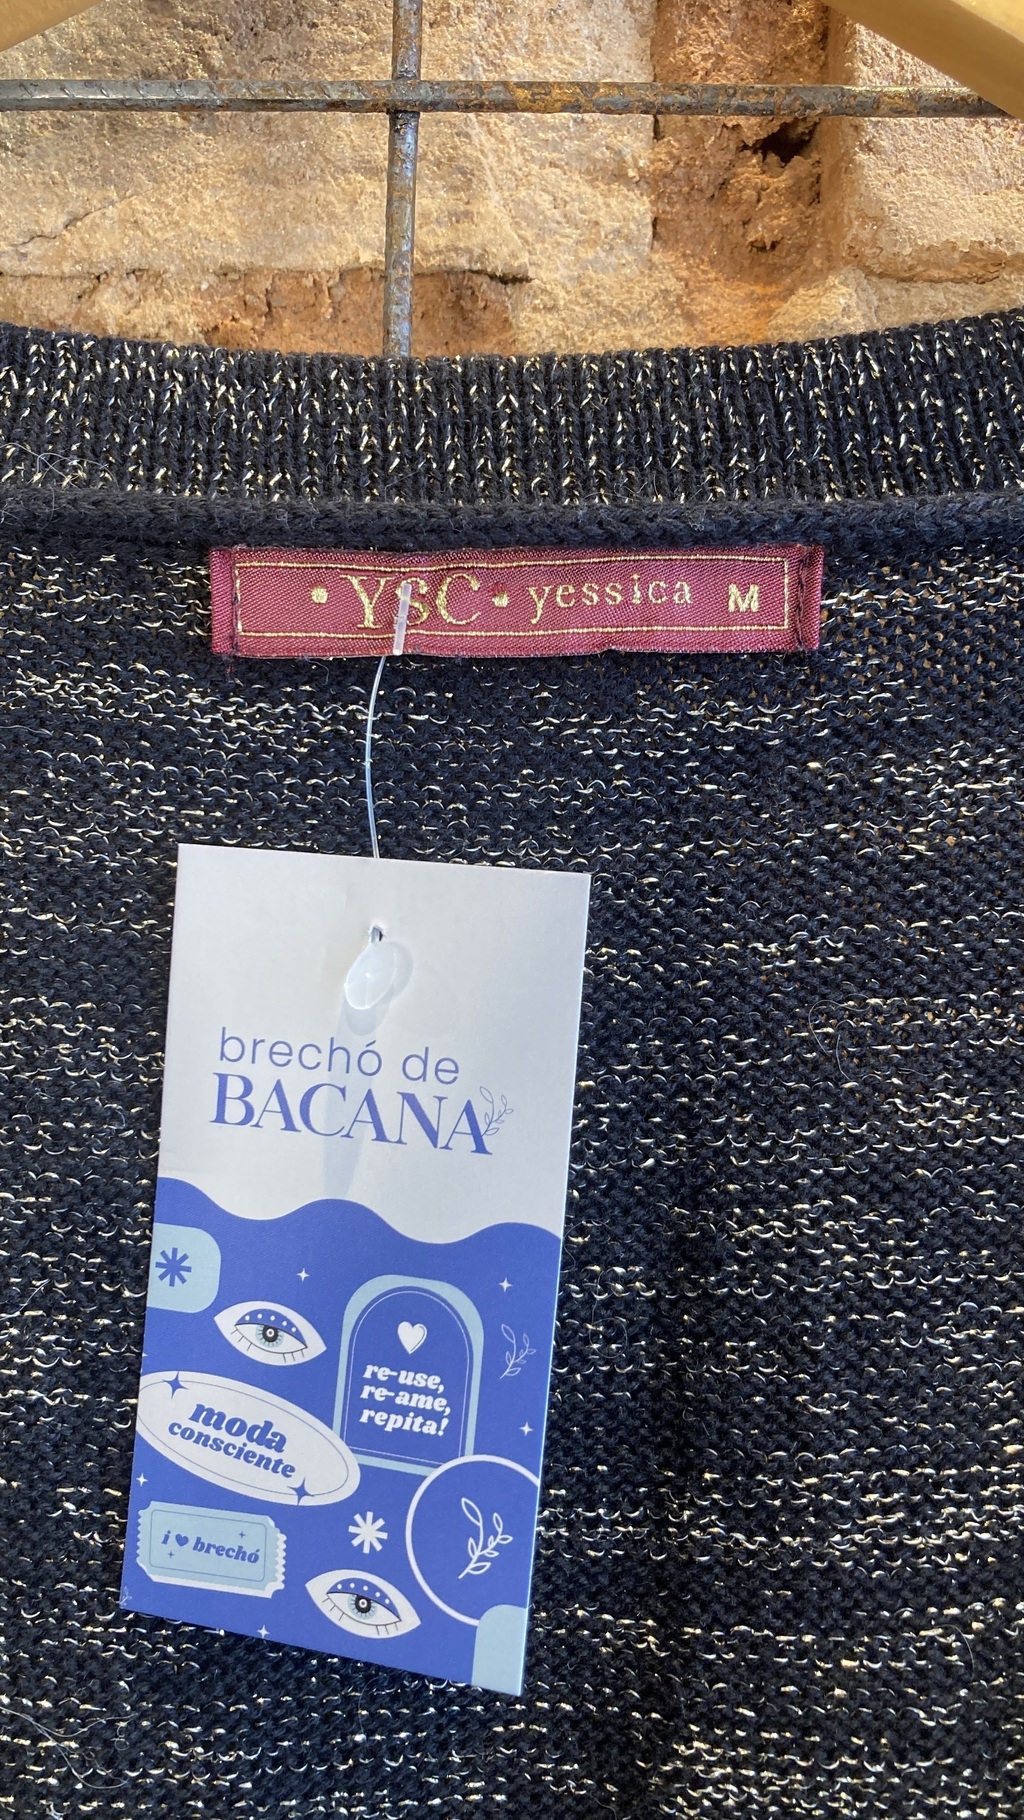 • YSC • yessica M
brechó de
BACANA
re-use,
re-ame,
repita!
moda
consciente
i ♥ brechó